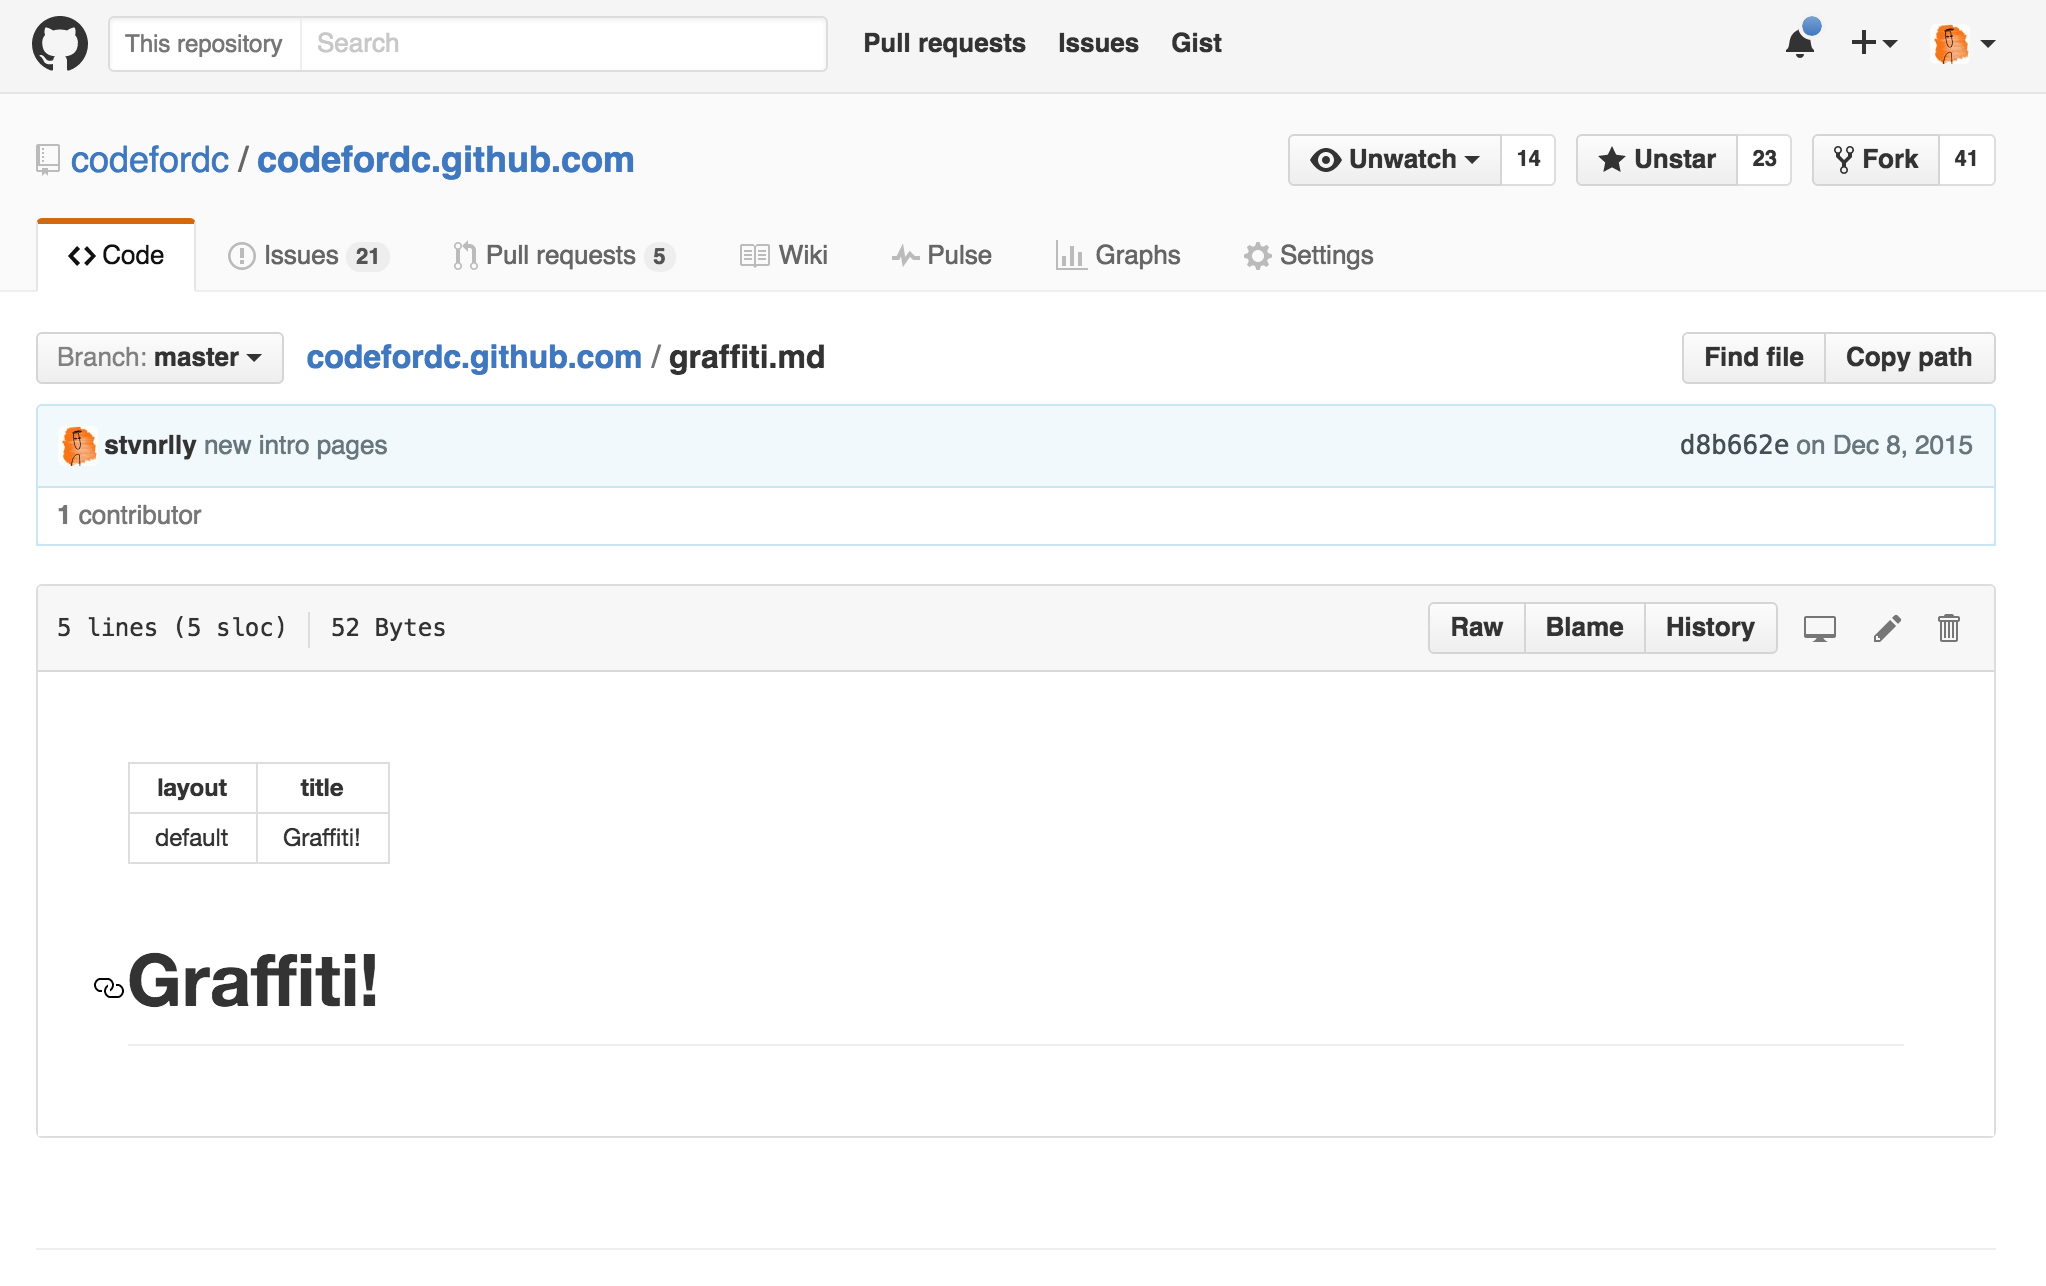 This repository Search Pull requests Issues Gist
codefordc / codefordc.github.com Unwatch 14 Unstar 23 Fork 41
Code Issues 21 Pull requests 5 Wiki Pulse Graphs Settings
Branch: master codefordc.github.com / graffiti.md Find file Copy path
stvnrlly new intro pages d8b662e on Dec 8, 2015
1 contributor
5 lines (5 sloc) 52 Bytes Raw Blame History
layout title
default Graffiti!
Graffiti!